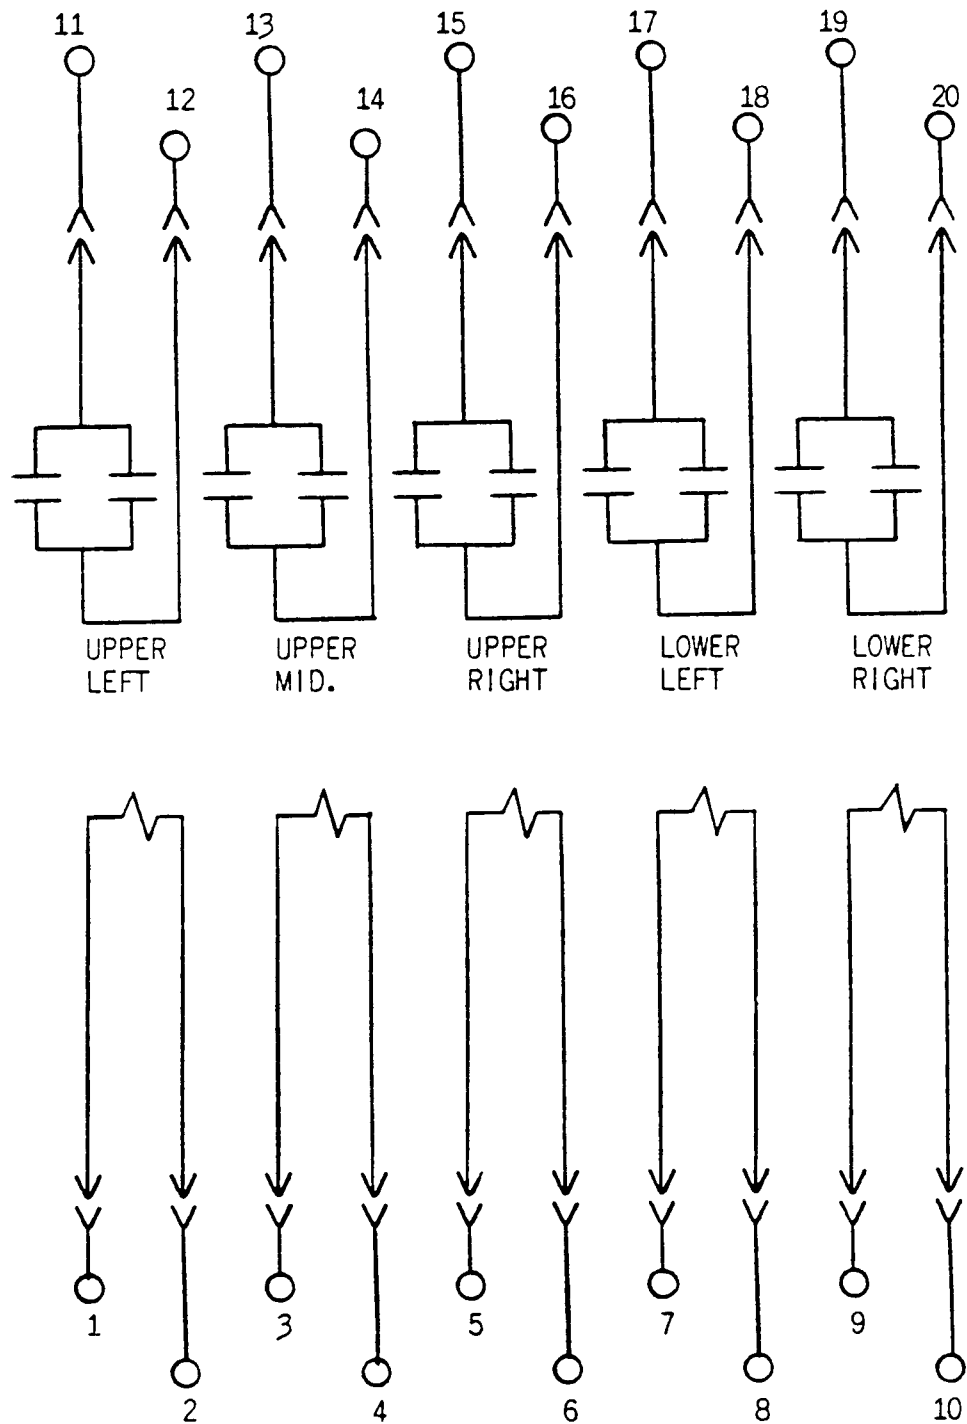 11 13 15 17 19
12 14 16 18 20
UPPER LEFT
UPPER MID.
UPPER RIGHT
LOWER LEFT
LOWER RIGHT
1 3 5 7 9
2 4 6 8 10